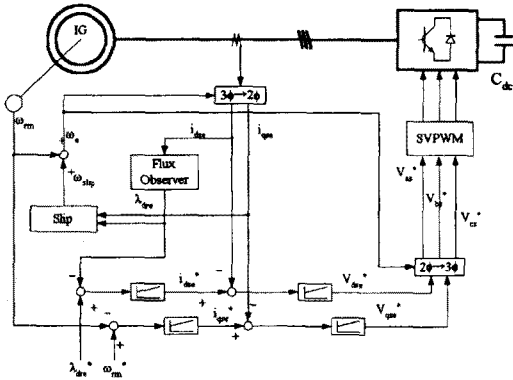 IG
C_dc
3φ→2φ
ω_rm
ω_e
i_dse
i_qse
SVPWM
Flux
Observer
+ω_slip
V_as*
V_bs*
V_cs*
λ_dre
Slip
2φ→3φ
i_dse*
V_dse*
i_qse*
V_qse*
λ_dre*
ω_rm*